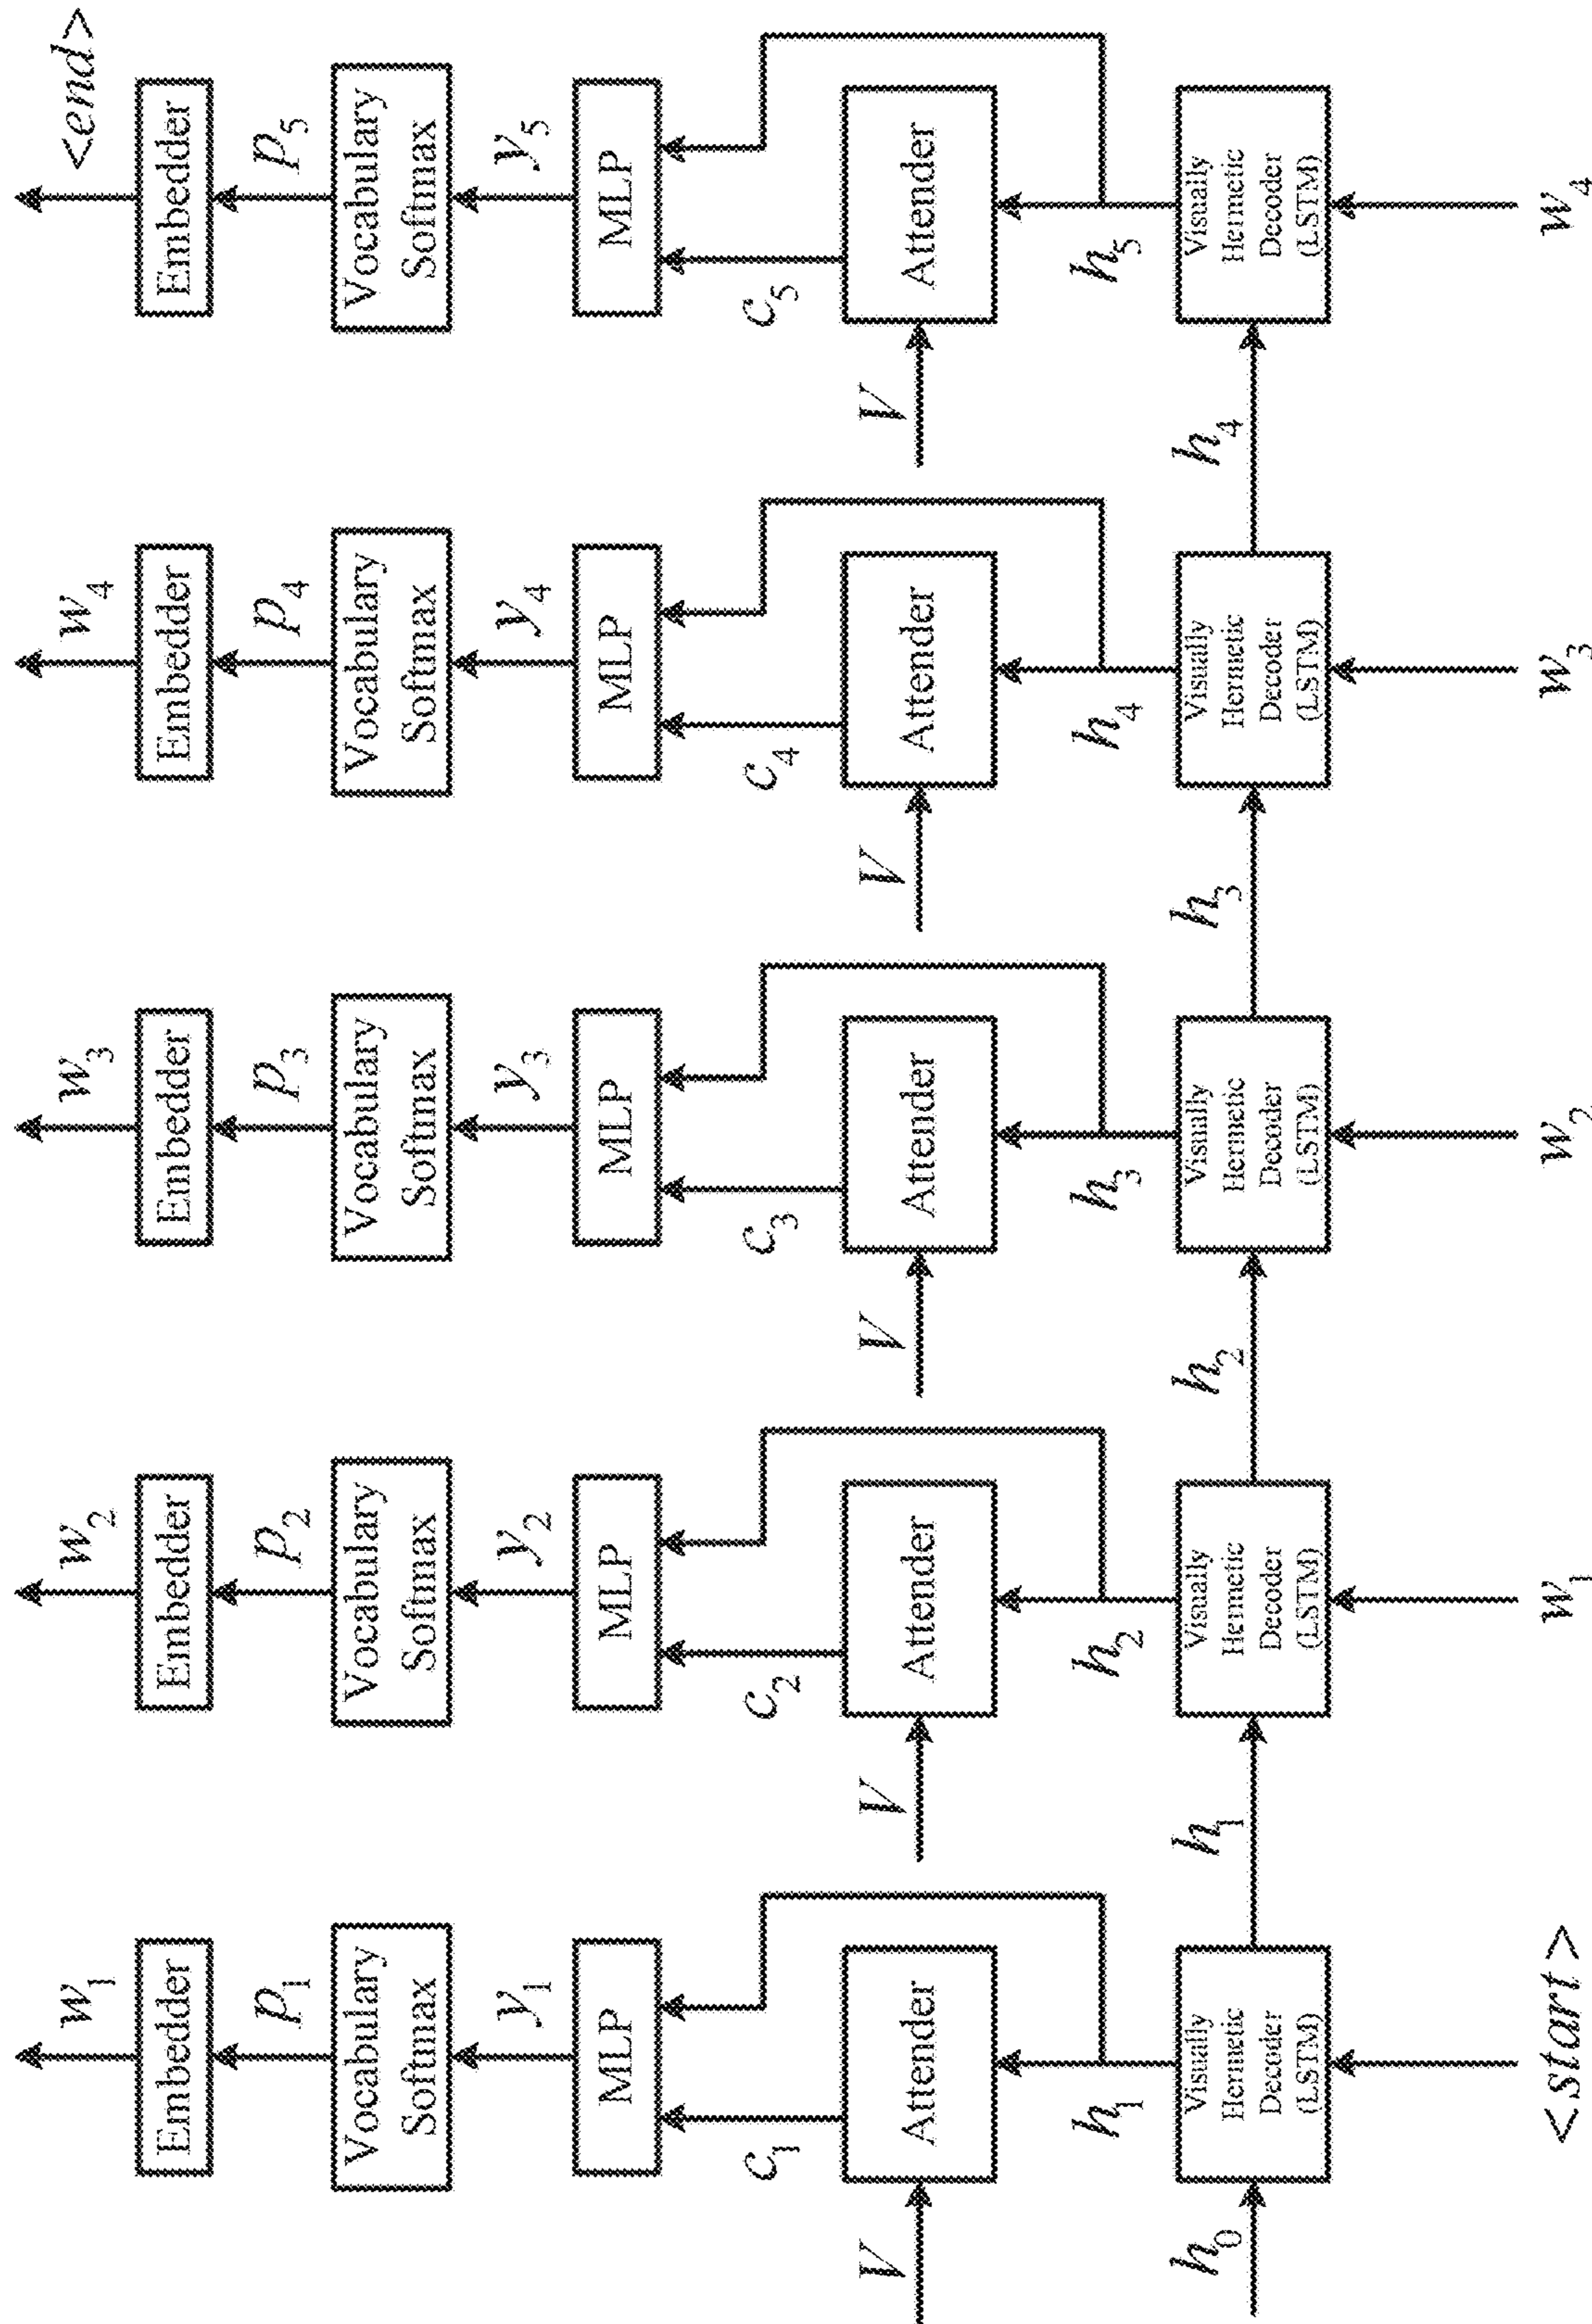 w₁
Embedder
p₁
Vocabulary
Softmax
y₁
MLP
c₁
V
Attender
h₁
h₀
Visually
Hermetic
Decoder
(LSTM)
<start>
w₂
Embedder
p₂
Vocabulary
Softmax
y₂
MLP
c₂
V
Attender
h₂
h₁
Visually
Hermetic
Decoder
(LSTM)
w₁
w₃
Embedder
p₃
Vocabulary
Softmax
y₃
MLP
c₃
V
Attender
h₃
h₂
Visually
Hermetic
Decoder
(LSTM)
w₂
w₄
Embedder
p₄
Vocabulary
Softmax
y₄
MLP
c₄
V
Attender
h₄
h₃
Visually
Hermetic
Decoder
(LSTM)
w₃
<end>
Embedder
p₅
Vocabulary
Softmax
y₅
MLP
c₅
V
Attender
h₅
h₄
Visually
Hermetic
Decoder
(LSTM)
w₄